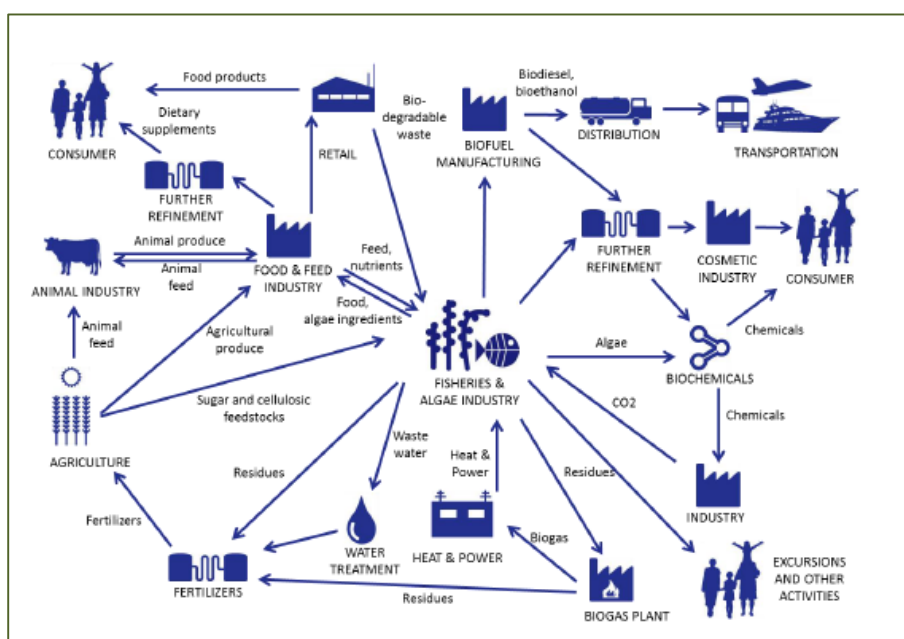 Food products
Dietary
supplements
CONSUMER
RETAIL
Bio-
degradable
waste
FURTHER
REFINEMENT
Biodiesel,
bioethanol
BIOFUEL
MANUFACTURING
DISTRIBUTION
TRANSPORTATION
Animal produce
Animal
feed
ANIMAL INDUSTRY
FOOD & FEED
INDUSTRY
Feed,
nutrients
Food,
algae ingredients
FURTHER
REFINEMENT
COSMETIC
INDUSTRY
CONSUMER
Animal
feed
Agricultural
produce
Sugar and cellulosic
feedstocks
FISHERIES &
ALGAE INDUSTRY
Algae
BIOCHEMICALS
Chemicals
CO2
Chemicals
AGRICULTURE
Residues
Waste
water
Heat &
Power
Residues
INDUSTRY
Fertilizers
FERTILIZERS
WATER
TREATMENT
HEAT & POWER
Biogas
Residues
BIOGAS PLANT
EXCURSIONS
AND OTHER
ACTIVITIES